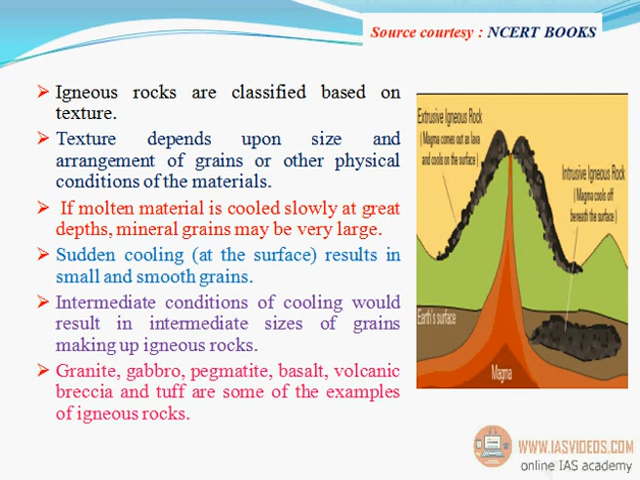 Source courtesy : NCERT BOOKS
Igneous rocks are classified based on
texture.
Texture depends upon size and
arrangement of grains or other physical
conditions of the materials.
If molten material is cooled slowly at great
depths, mineral grains may be very large.
Sudden cooling (at the surface) results in
small and smooth grains.
Intermediate conditions of cooling would
result in intermediate sizes of grains
making up igneous rocks.
Granite, gabbro, pegmatite, basalt, volcanic
breccia and tuff are some of the examples
of igneous rocks.
Extrusive Igneous Rock
( Magma comes out as lava
and cools on the surface )
Intrusive Igneous Rock
( Magma cools off
beneath the surface )
Earth's surface
Magma
WWW.IASVIDEOS.COM
online IAS academy